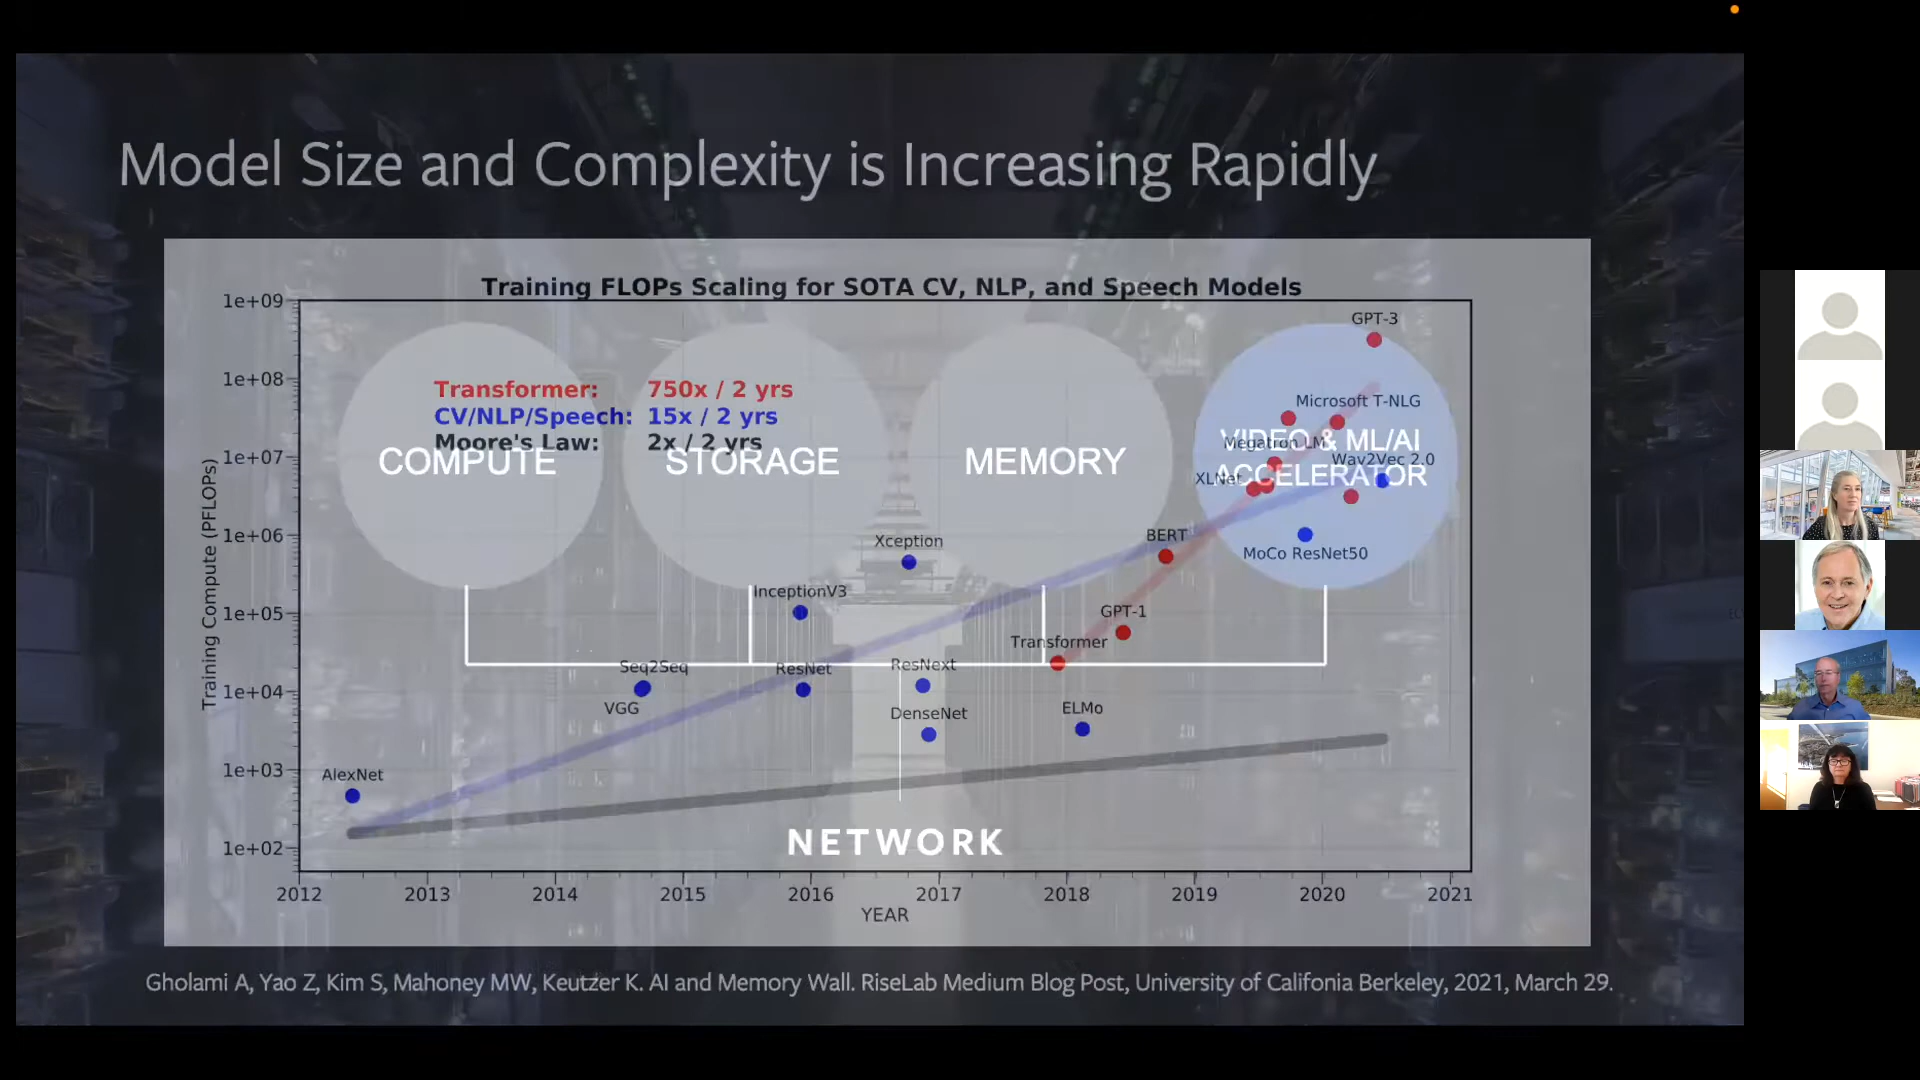 Model Size and Complexity is Increasing Rapidly
Training FLOPs Scaling for SOTA CV, NLP, and Speech Models
1e+09
1e+08
1e+07
1e+06
1e+05
1e+04
1e+03
1e+02
Training Compute (PFLOPs)
Transformer: 750x / 2 yrs
CV/NLP/Speech: 15x / 2 yrs
Moore's Law: 2x / 2 yrs
COMPUTE
STORAGE
MEMORY
VIDEO & ML/AI
ACCELERATOR
GPT-3
Microsoft T-NLG
Megatron LM
Wav2Vec 2.0
XLNet
MoCo ResNet50
BERT
Xception
InceptionV3
GPT-1
Transformer
Seq2Seq
ResNet
ResNext
VGG
DenseNet
ELMo
AlexNet
NETWORK
2012 2013 2014 2015 2016 2017 2018 2019 2020 2021
YEAR
Gholami A, Yao Z, Kim S, Mahoney MW, Keutzer K. AI and Memory Wall. RiseLab Medium Blog Post, University of Califonia Berkeley, 2021, March 29.